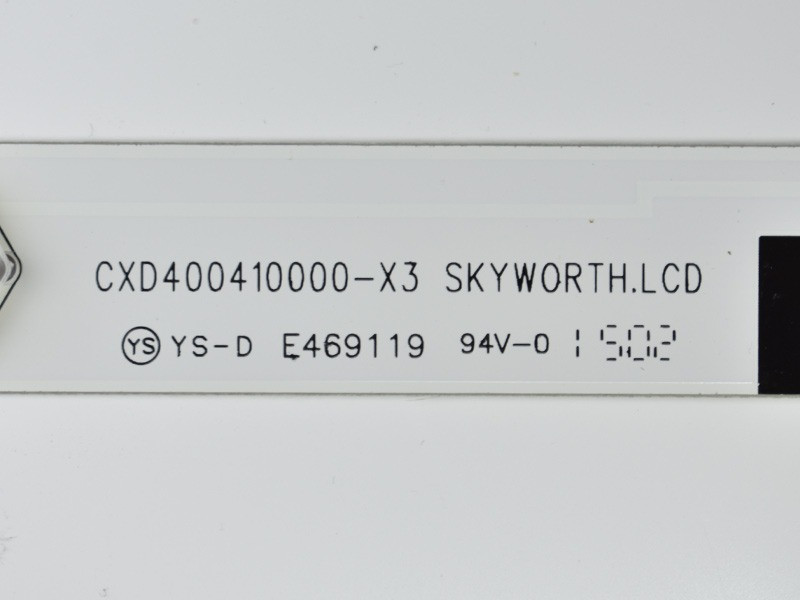 CXD400410000-X3 SKYWORTH.LCD
YS YS-D E469119 94V-0 1502